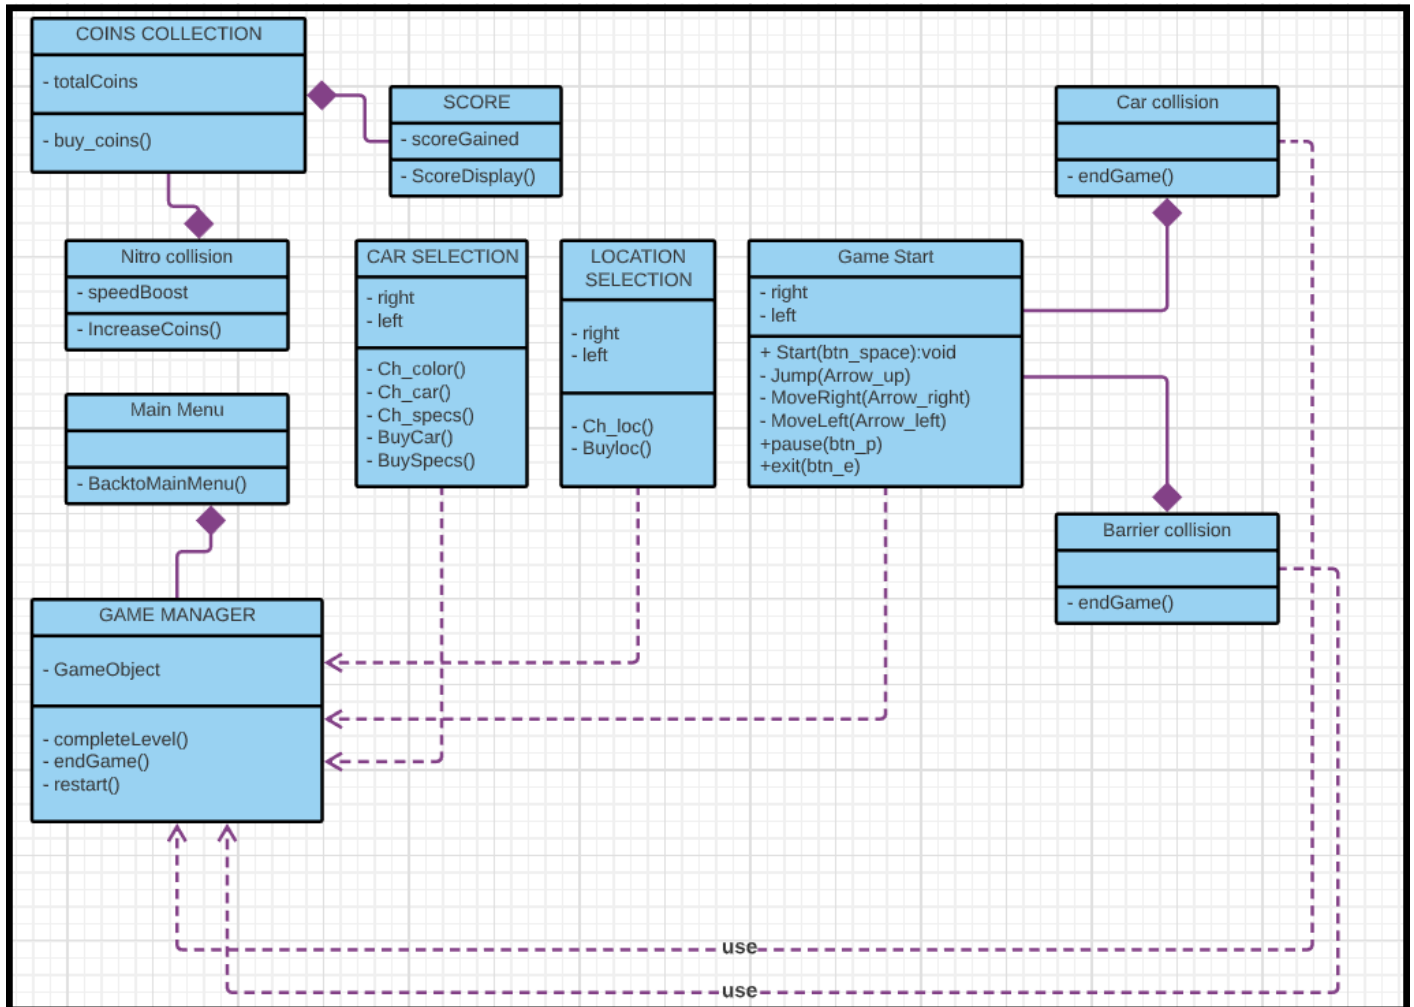 COINS COLLECTION
- totalCoins
- buy_coins()
SCORE
- scoreGained
- ScoreDisplay()
Car collision
- endGame()
Nitro collision
- speedBoost
- IncreaseCoins()
CAR SELECTION
- right
- left
- Ch_color()
- Ch_car()
- Ch_specs()
- BuyCar()
- BuySpecs()
LOCATION
SELECTION
- right
- left
- Ch_loc()
- Buyloc()
Game Start
- right
- left
+ Start(btn_space):void
- Jump(Arrow_up)
- MoveRight(Arrow_right)
- MoveLeft(Arrow_left)
+pause(btn_p)
+exit(btn_e)
Main Menu
- BacktoMainMenu()
Barrier collision
- endGame()
GAME MANAGER
- GameObject
- completeLevel()
- endGame()
- restart()
use
use